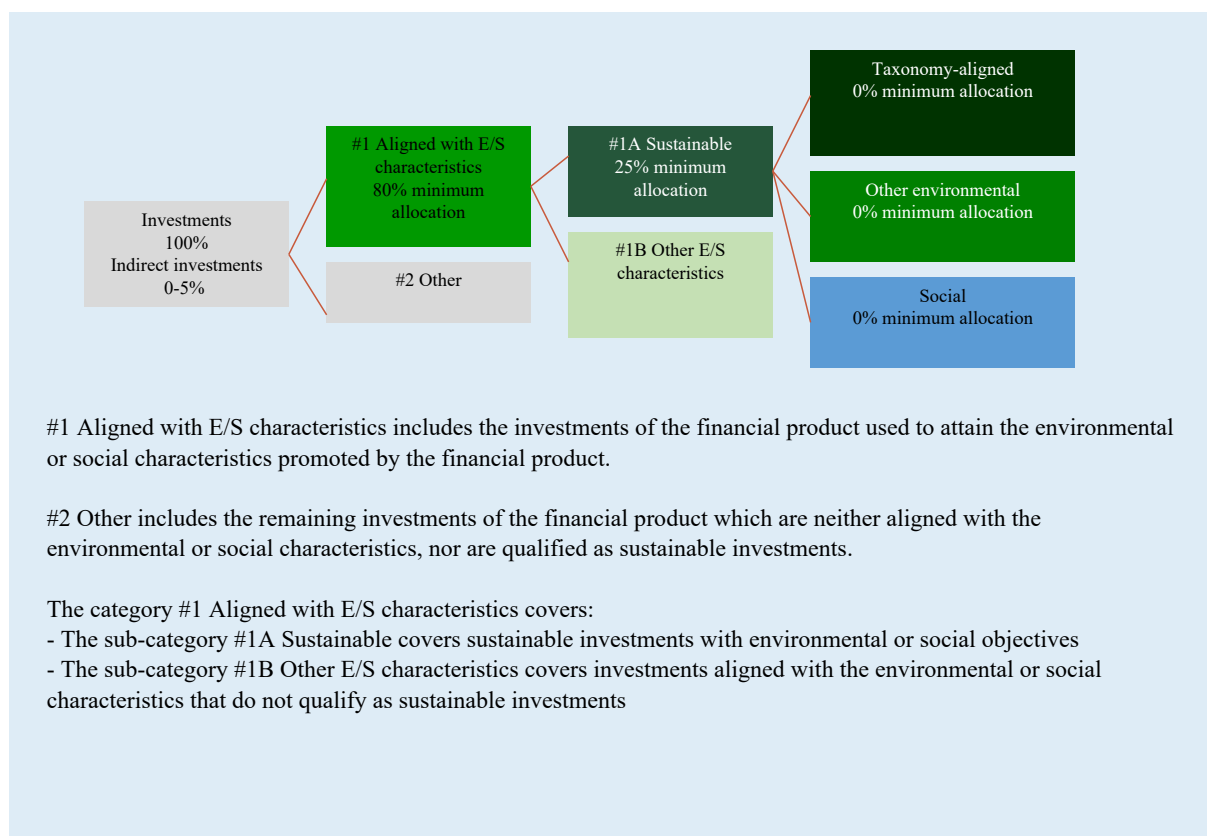 Investments
100%
Indirect investments
0-5%
#1 Aligned with E/S
characteristics
80% minimum
allocation
#2 Other
#1A Sustainable
25% minimum
allocation
#1B Other E/S
characteristics
Taxonomy-aligned
0% minimum allocation
Other environmental
0% minimum allocation
Social
0% minimum allocation
#1 Aligned with E/S characteristics includes the investments of the financial product used to attain the environmental
or social characteristics promoted by the financial product.
#2 Other includes the remaining investments of the financial product which are neither aligned with the
environmental or social characteristics, nor are qualified as sustainable investments.
The category #1 Aligned with E/S characteristics covers:
- The sub-category #1A Sustainable covers sustainable investments with environmental or social objectives
- The sub-category #1B Other E/S characteristics covers investments aligned with the environmental or social
characteristics that do not qualify as sustainable investments